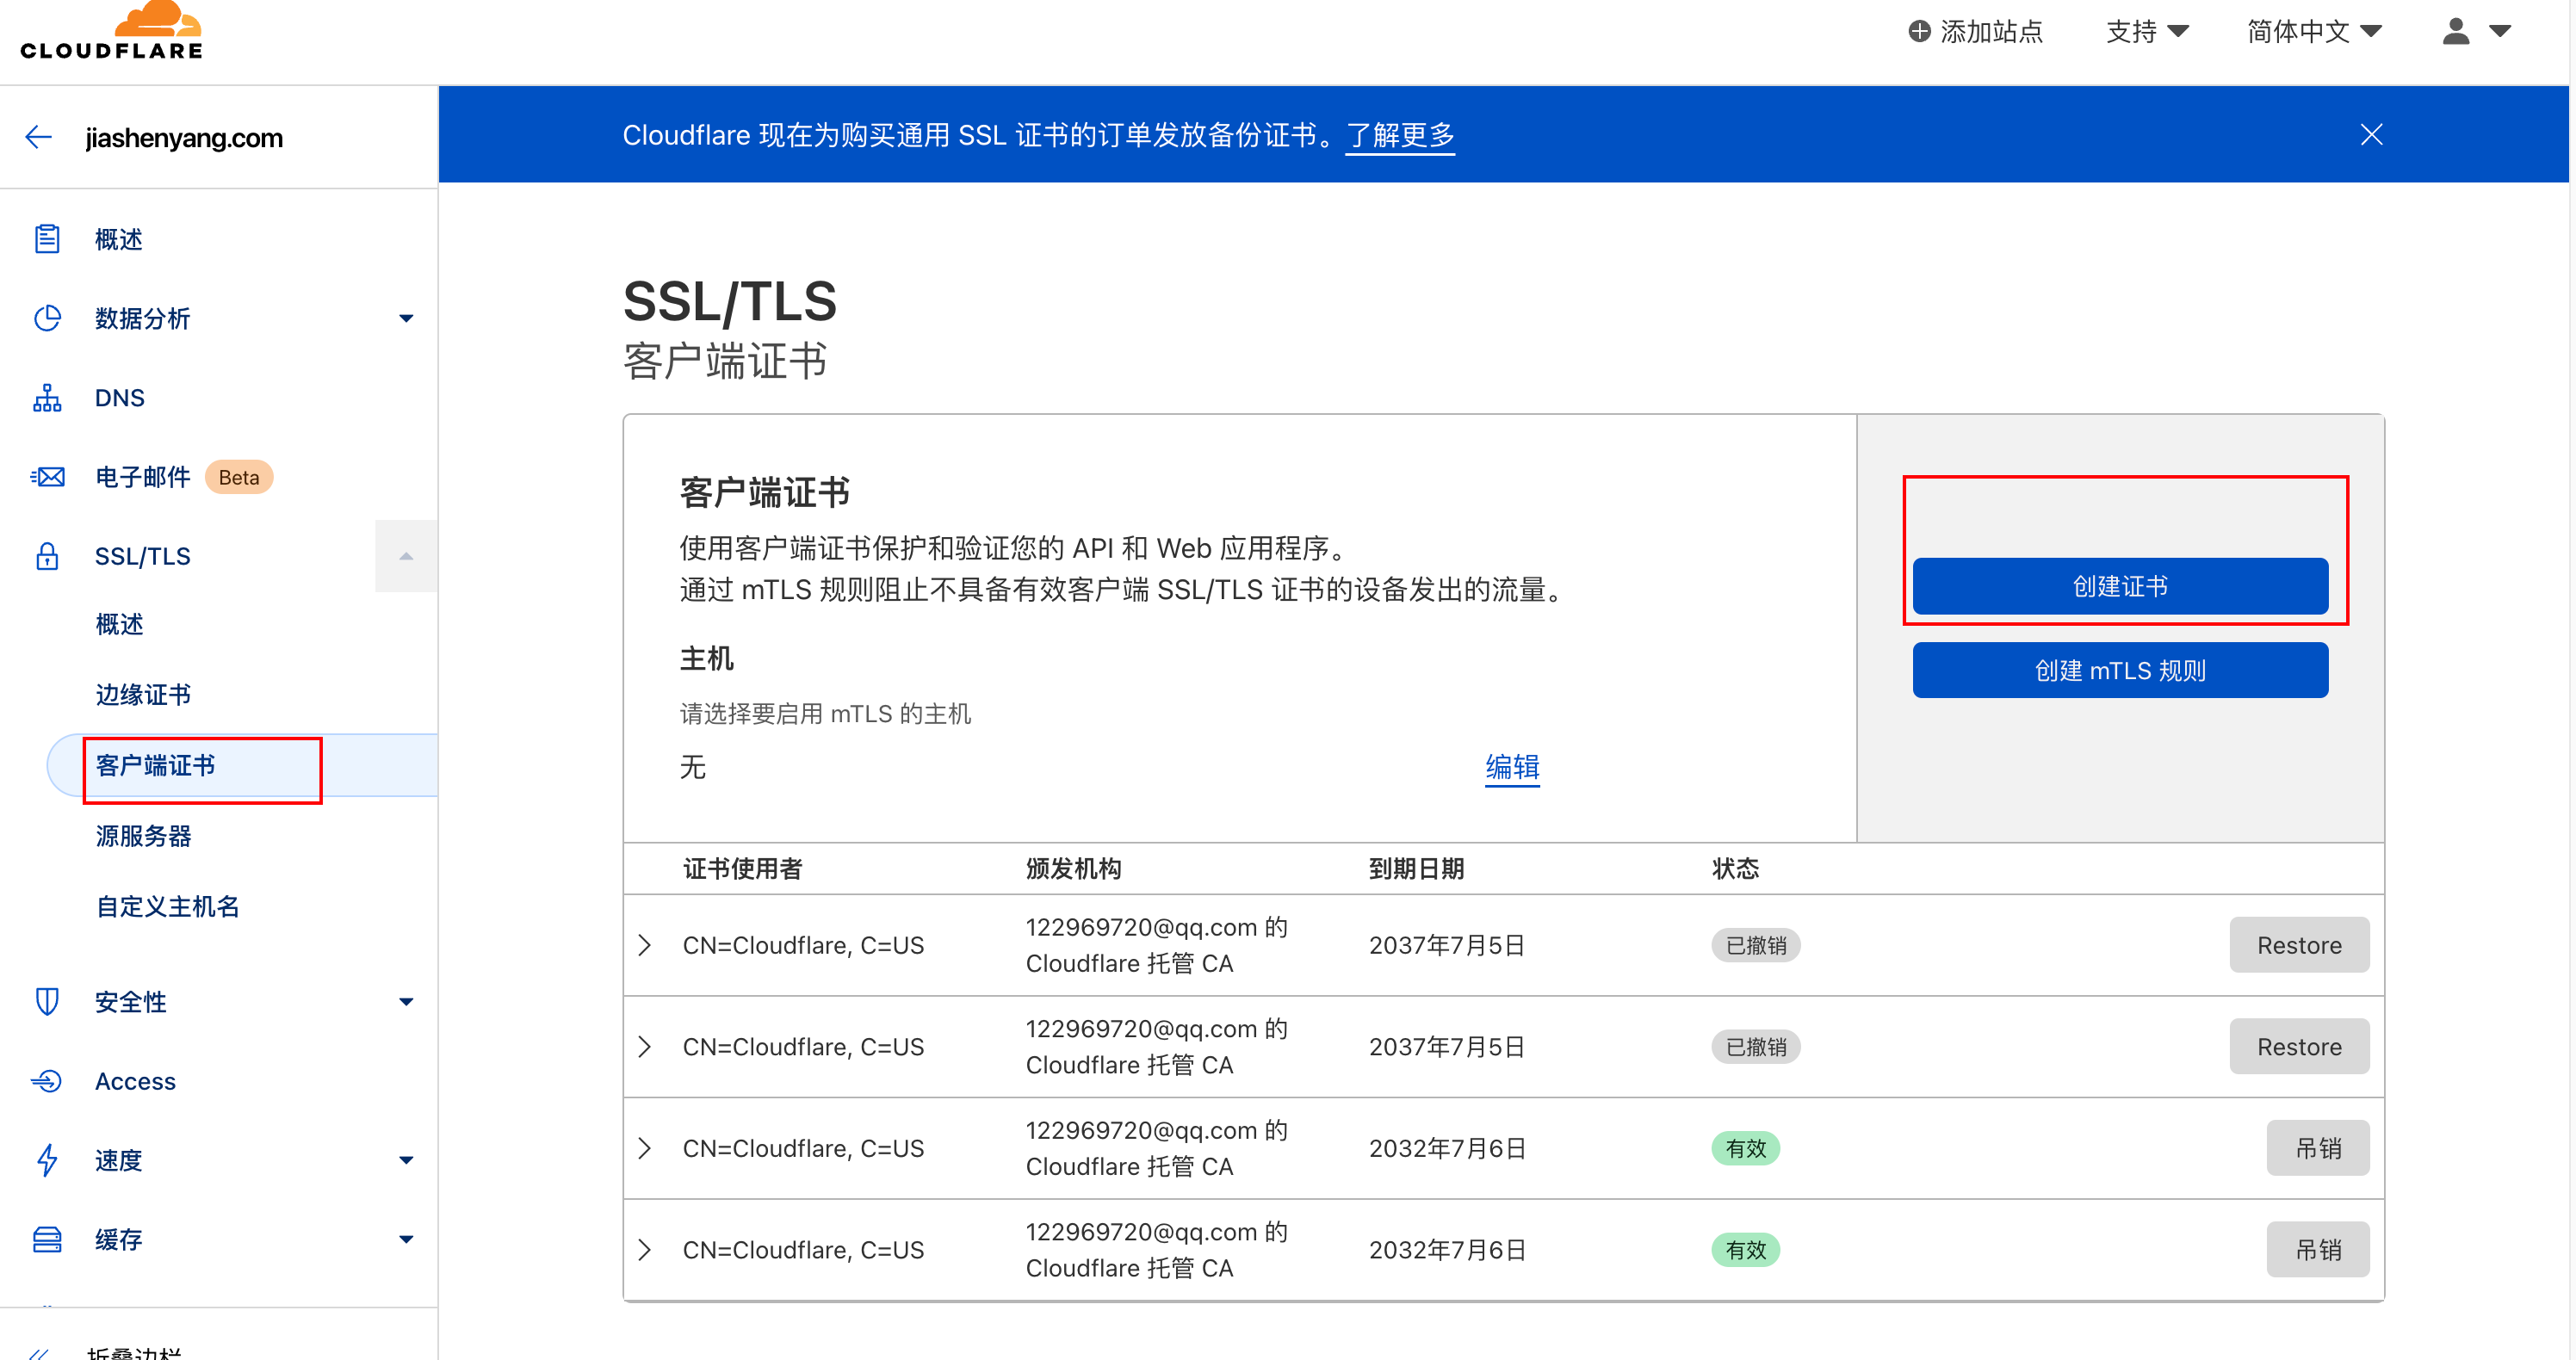 CLOUDFLARE
添加站点
支持
简体中文
jiashenyang.com
Cloudflare 现在为购买通用 SSL 证书的订单发放备份证书。了解更多
概述
数据分析
DNS
电子邮件 Beta
SSL/TLS
概述
边缘证书
客户端证书
源服务器
自定义主机名
安全性
Access
速度
缓存
折叠边栏
SSL/TLS
客户端证书
客户端证书
使用客户端证书保护和验证您的 API 和 Web 应用程序。
通过 mTLS 规则阻止不具备有效客户端 SSL/TLS 证书的设备发出的流量。
主机
请选择要启用 mTLS 的主机
无 编辑
创建证书
创建 mTLS 规则
证书使用者 颁发机构 到期日期 状态
CN=Cloudflare, C=US 122969720@qq.com 的 Cloudflare 托管 CA 2037年7月5日 已撤销 Restore
CN=Cloudflare, C=US 122969720@qq.com 的 Cloudflare 托管 CA 2037年7月5日 已撤销 Restore
CN=Cloudflare, C=US 122969720@qq.com 的 Cloudflare 托管 CA 2032年7月6日 有效 吊销
CN=Cloudflare, C=US 122969720@qq.com 的 Cloudflare 托管 CA 2032年7月6日 有效 吊销